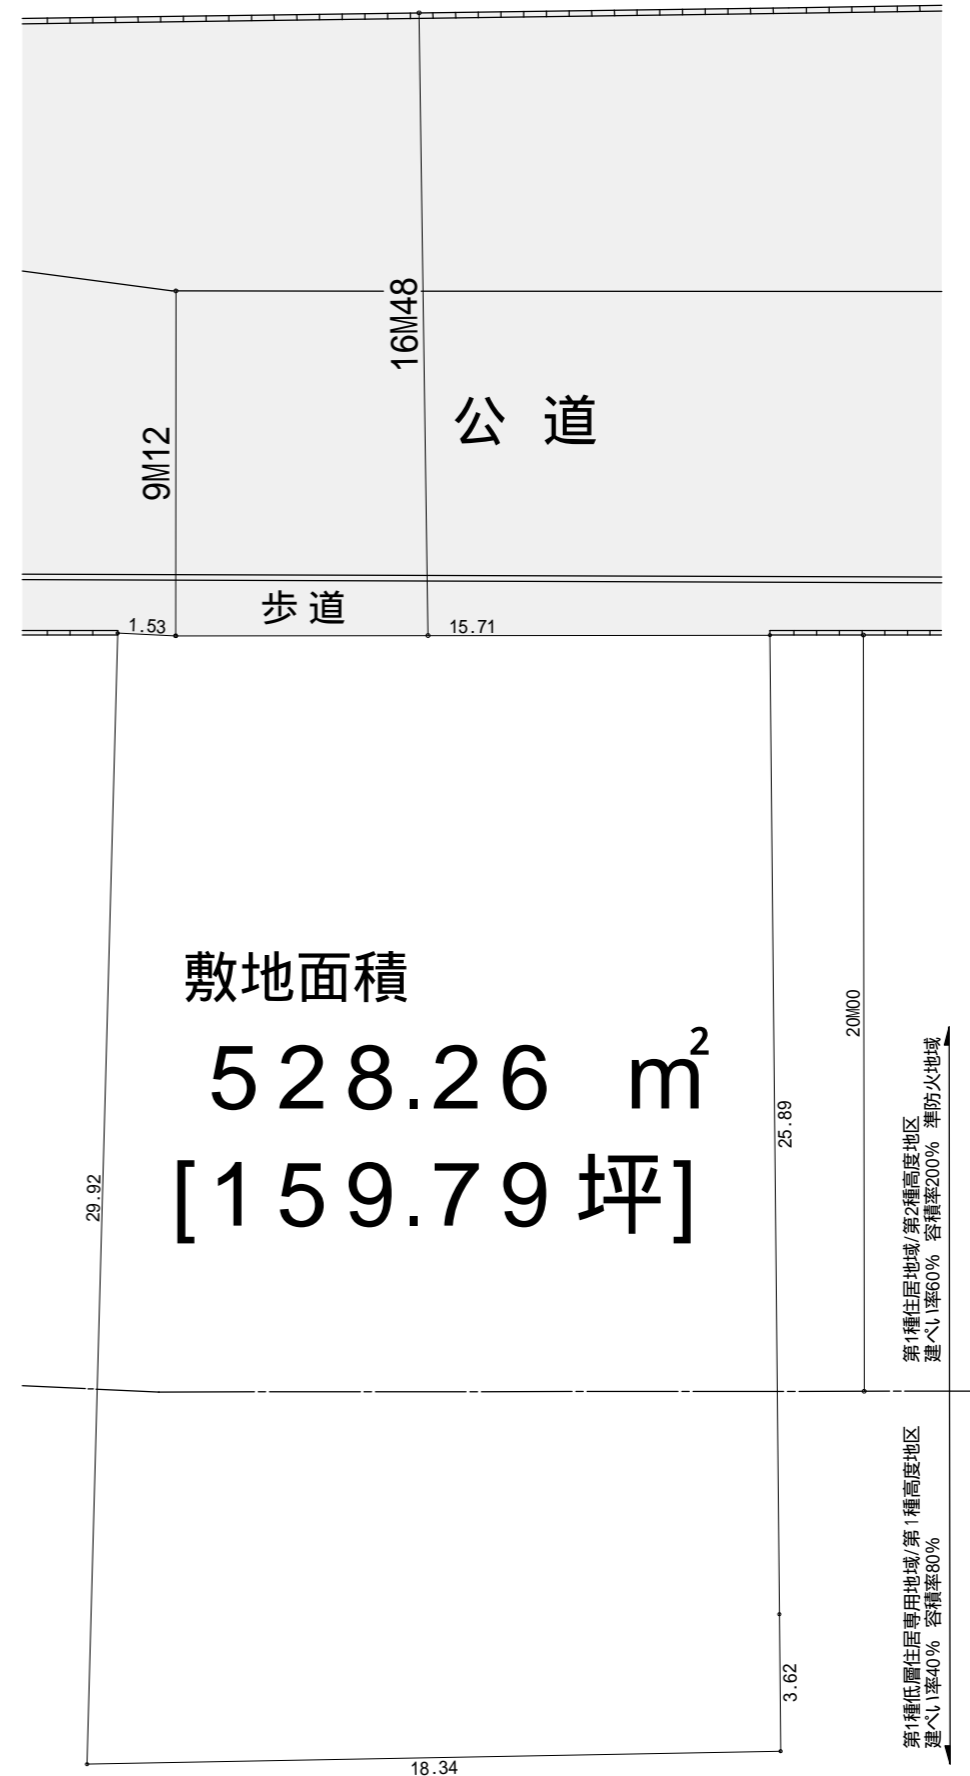 16M48
公道
9M12
歩道
1.53
15.71
敷地面積
528.26 m²
[159.79坪]
20M00
25.89
29.92
第1種住居地域/第2種高度地区
建ぺい率60% 容積率200% 準防火地域
第1種低層住居専用地域/第1種高度地区
建ぺい率40% 容積率80%
3.62
18.34